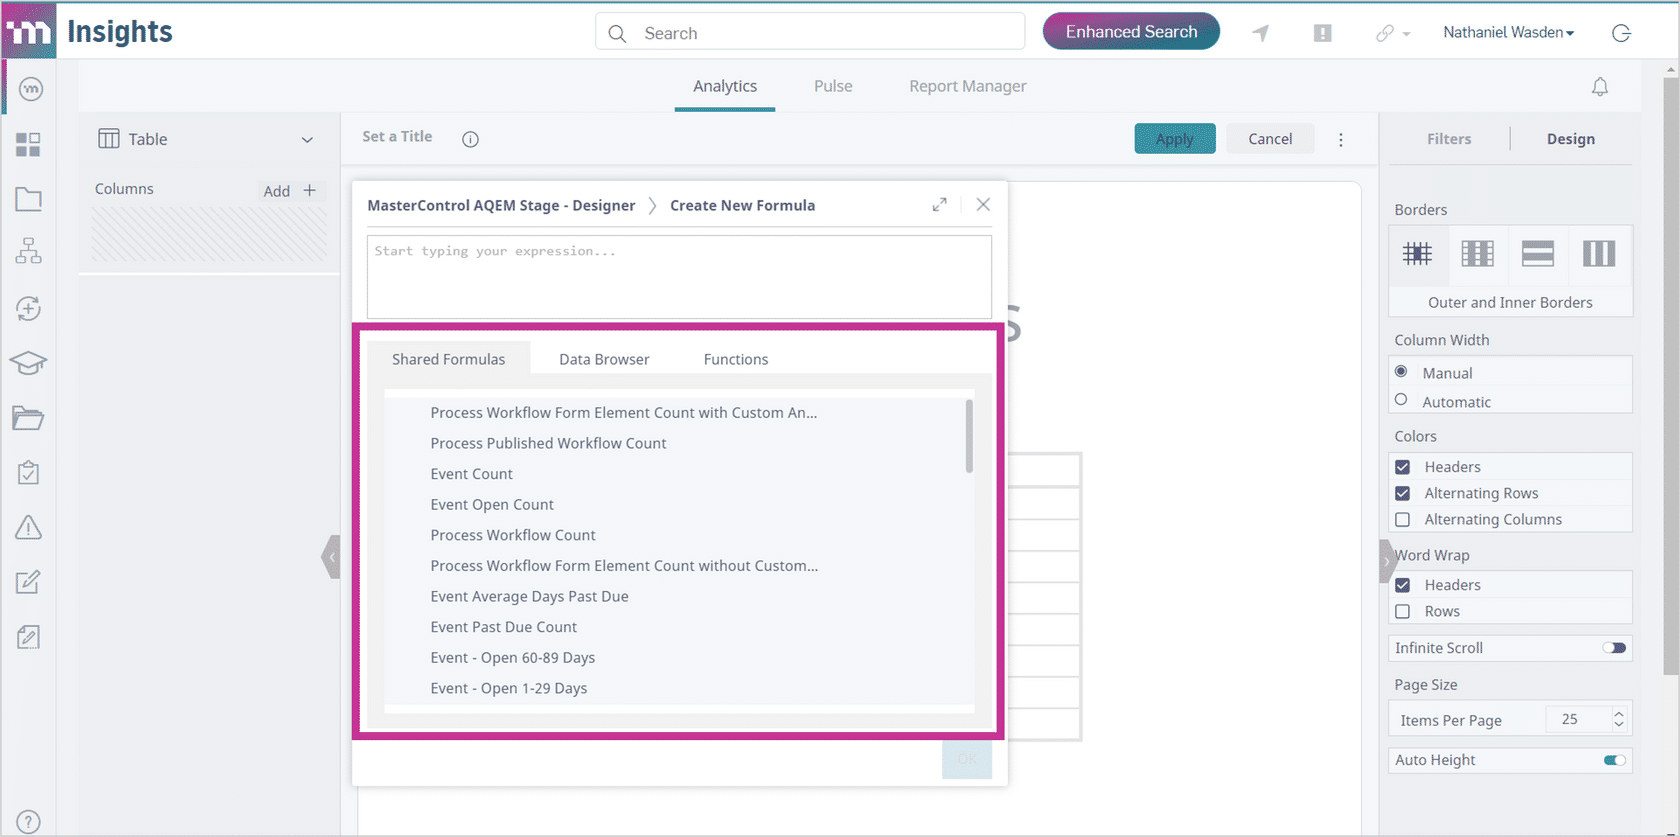 Insights
Search
Enhanced Search
Nathaniel Wasden
Analytics
Pulse
Report Manager
Table
Set a Title
Apply
Cancel
Filters
Design
Columns
Add +
MasterControl AQEM Stage - Designer
Create New Formula
Start typing your expression...
Shared Formulas
Data Browser
Functions
Process Workflow Form Element Count with Custom An...
Process Published Workflow Count
Event Count
Event Open Count
Process Workflow Count
Process Workflow Form Element Count without Custom...
Event Average Days Past Due
Event Past Due Count
Event - Open 60-89 Days
Event - Open 1-29 Days
OK
s
Borders
Outer and Inner Borders
Column Width
Manual
Automatic
Colors
Headers
Alternating Rows
Alternating Columns
Word Wrap
Headers
Rows
Infinite Scroll
Page Size
Items Per Page 25
Auto Height